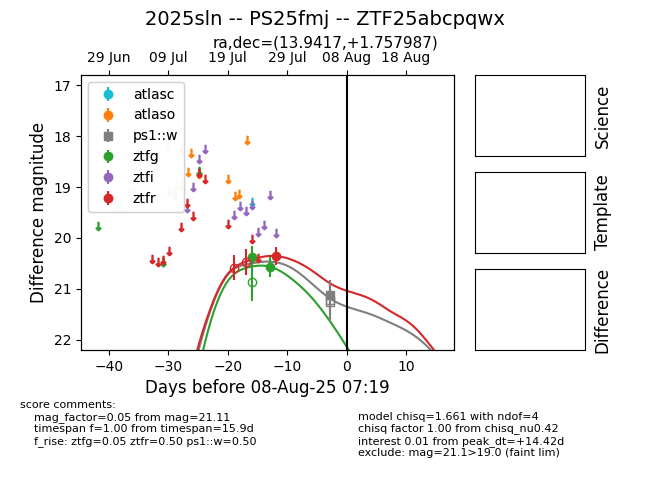 2025sln -- PS25fmj -- ZTF25abcpqwx
ra,dec=(13.9417,+1.757987)
29 Jun 09 Jul 19 Jul 29 Jul 08 Aug 18 Aug
17
18
19
20
21
22
Difference magnitude
atlasc
atlaso
ps1::w
ztfg
ztfi
ztfr
−40 −30 −20 −10 0 10
Days before 08-Aug-25 07:19
Science
Template
Difference
score comments:
mag_factor=0.05 from mag=21.11
timespan f=1.00 from timespan=15.9d
f_rise: ztfg=0.05 ztfr=0.50 ps1::w=0.50
model chisq=1.661 with ndof=4
chisq factor 1.00 from chisq_nu0.42
interest 0.01 from peak_dt=+14.42d
exclude: mag=21.1>19.0 (faint lim)